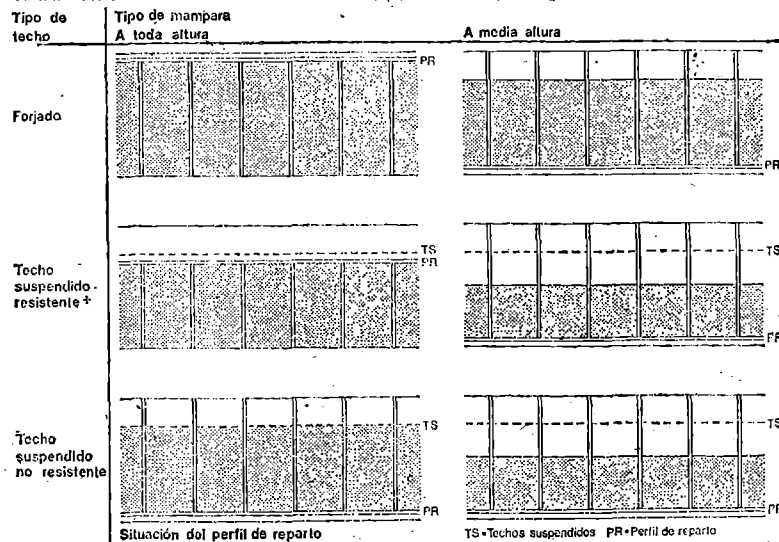 Tipo de techo
Tipo de mampara
A toda altura
A media altura
Forjado
PR
PR
Techo suspendido resistente +
TS
PR
TS
PR
Techo suspendido no resistente
TS
PR
TS
PR
Situación del perfil de reparto
TS=Techos suspendidos PR=Perfil de reparto